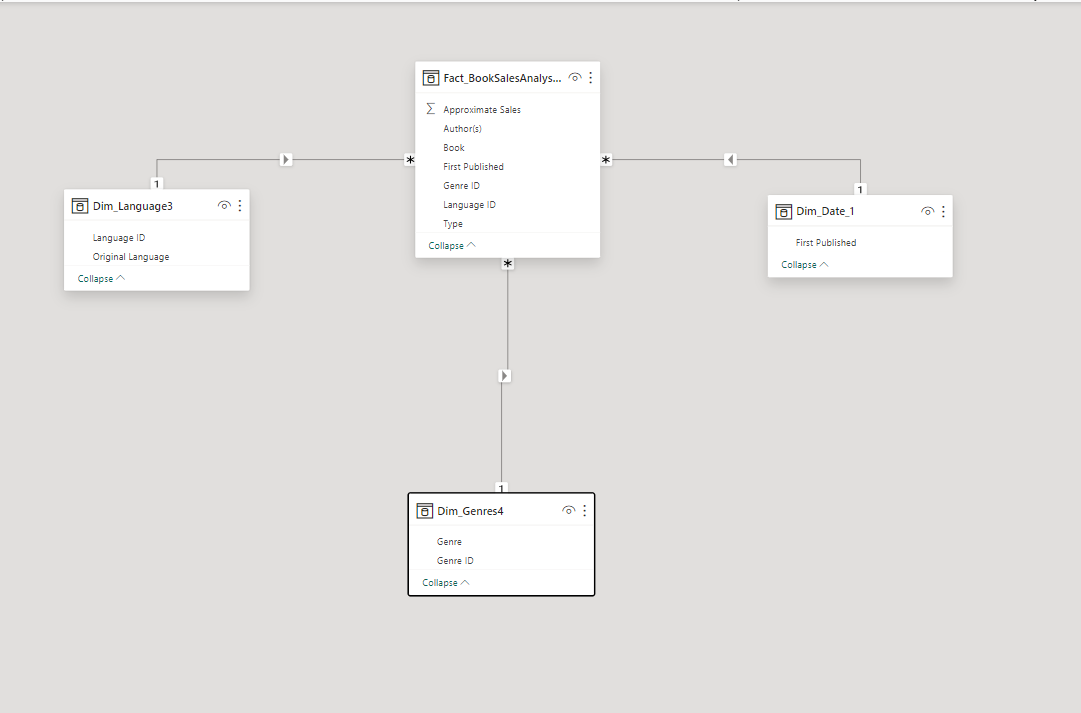 Fact_BookSalesAnalys...
Approximate Sales
Author(s)
Book
First Published
Genre ID
Language ID
Type
Collapse
*
*
*
1
Dim_Language3
Language ID
Original Language
Collapse
1
Dim_Date_1
First Published
Collapse
1
Dim_Genres4
Genre
Genre ID
Collapse